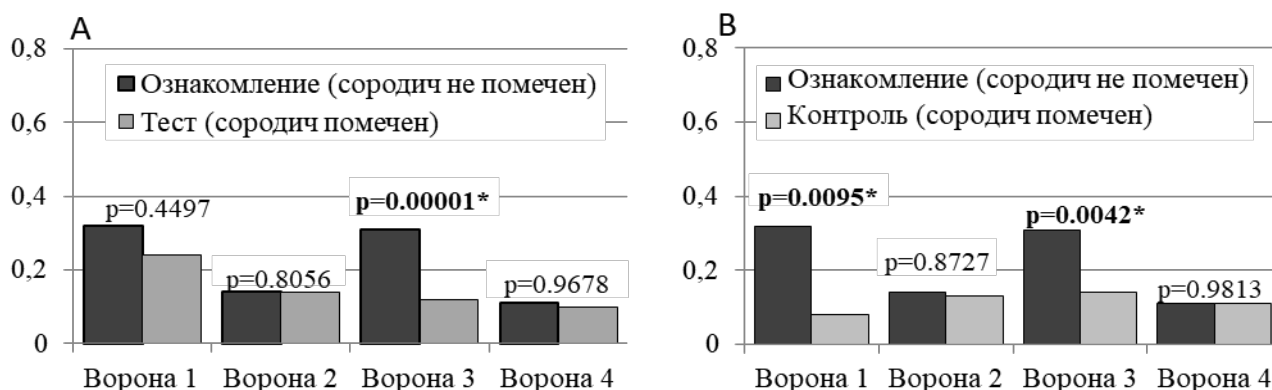 A
0,8
Ознакомление (сородич не помечен)
Тест (сородич помечен)
0,6
0,4
p=0.4497
p=0.00001*
0,2
p=0.8056
p=0.9678
0
Ворона 1 Ворона 2 Ворона 3 Ворона 4
B
0,8
Ознакомление (сородич не помечен)
Контроль (сородич помечен)
0,6
0,4
p=0.0095*
p=0.0042*
0,2
p=0.8727
p=0.9813
0
Ворона 1 Ворона 2 Ворона 3 Ворона 4